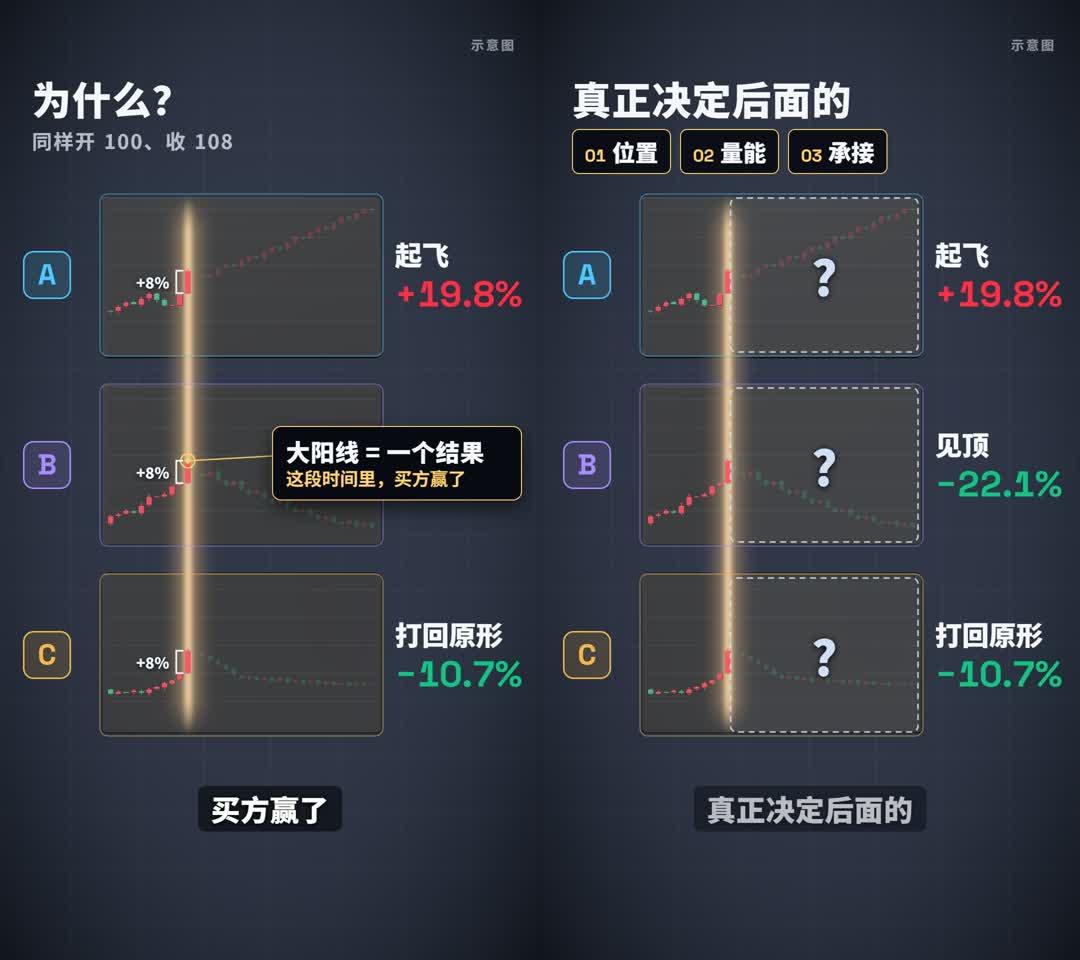 示意图
为什么？
同样开 100、收 108
A
+8%
起飞
+19.8%
B
+8%
大阳线 = 一个结果
这段时间里，买方赢了
C
+8%
打回原形
-10.7%
买方赢了
示意图
真正决定后面的
01 位置
02 量能
03 承接
A
?
起飞
+19.8%
B
?
见顶
-22.1%
C
?
打回原形
-10.7%
真正决定后面的